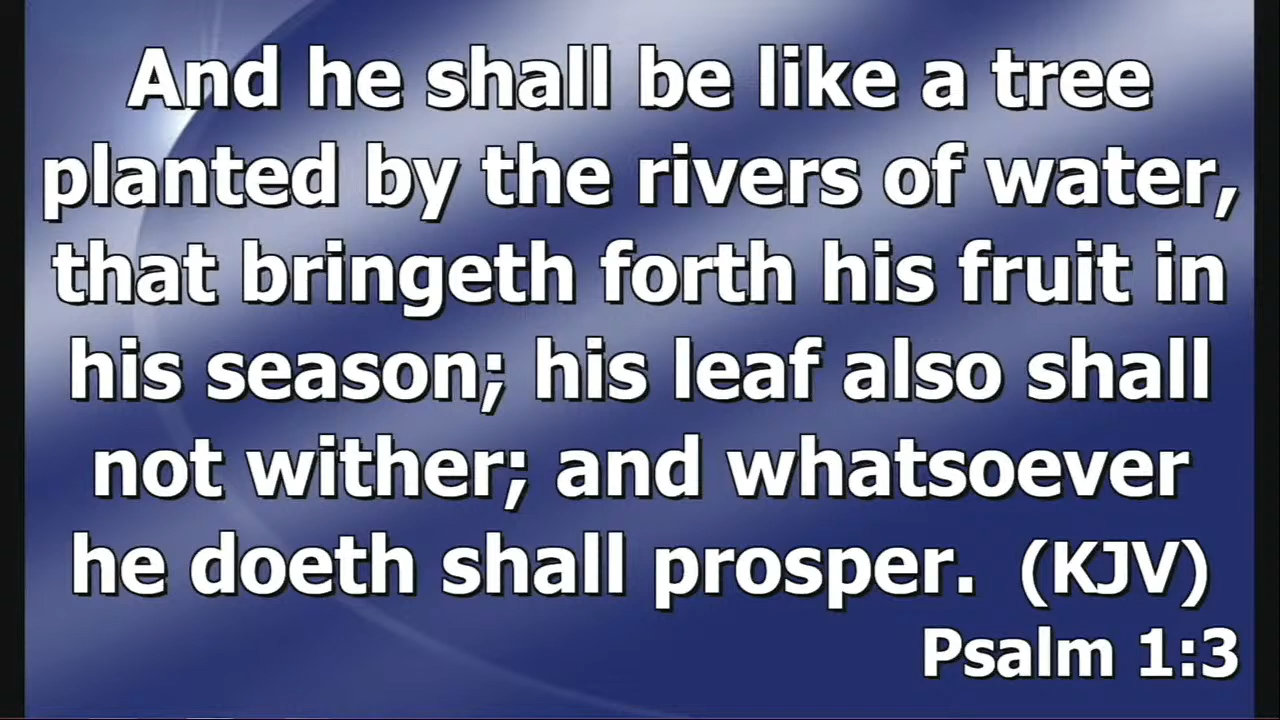 And he shall be like a tree
planted by the rivers of water,
that bringeth forth his fruit in
his season; his leaf also shall
not wither; and whatsoever
he doeth shall prosper.  (KJV)
Psalm 1:3